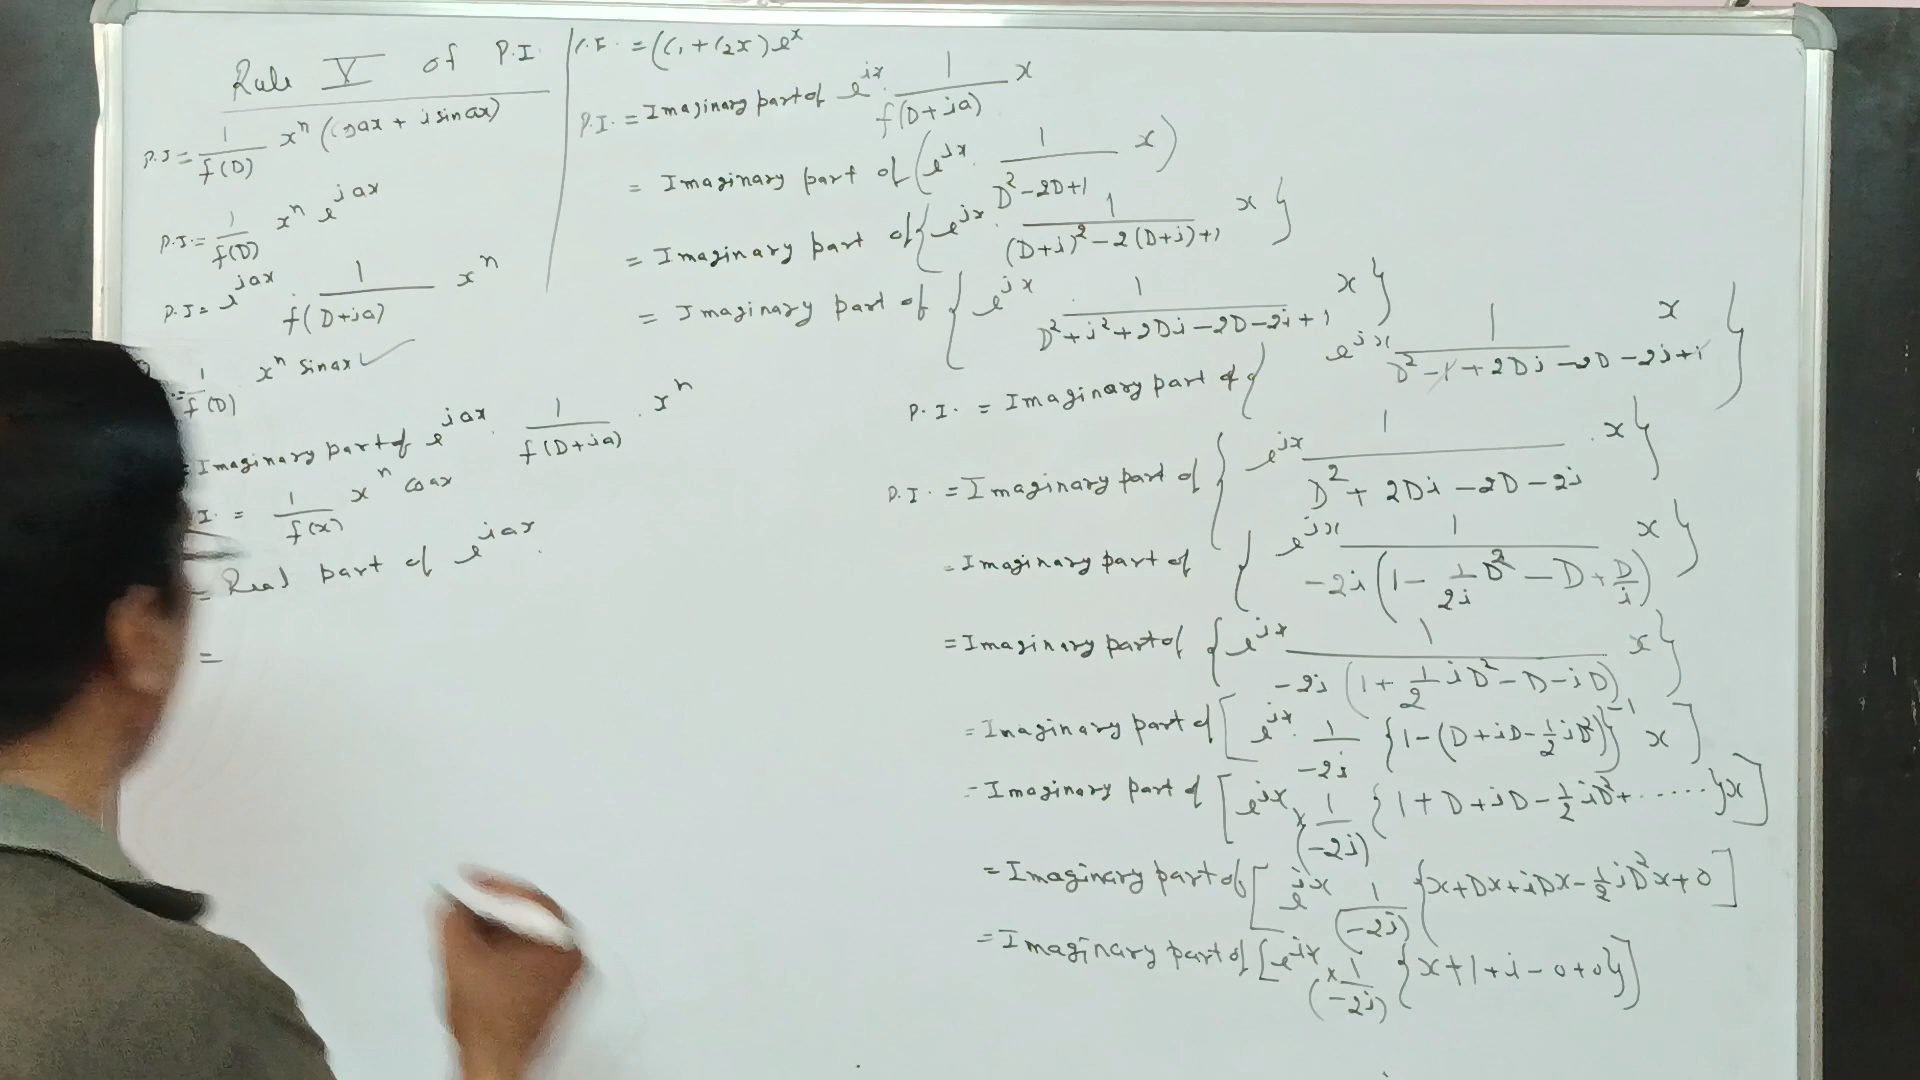 Rule V of P.I.
P.I = 1/f(D) x^n (cosax + i sin ax)
P.I. = 1/f(D) x^n e^iax
P.I = e^iax . 1/f(D+ia) x^n
1/f(D) x^n sinax ✓
= Imaginary part of e^iax . 1/f(D+ia) . x^n
I. = 1/f(x) x^n cosax
= Real part of e^iax .
=
C.F. = (C1 + C2x) e^x
P.I. = Imaginary part of e^ix . 1/f(D+ia) x
= Imaginary part of (e^ix . 1/D^2-2D+1 x)
= Imaginary part of { e^ix . 1/(D+i)^2-2(D+i)+1 x }
= Imaginary part of { e^ix 1/D^2+i^2+2Di-2D-2i+1 x }
P.I. = Imaginary part of { e^ix 1/D^2-1+2Di-2D-2i+1 x }
P.I. = Imaginary part of { e^ix 1/D^2+2Di-2D-2i . x }
= Imaginary part of { e^ix 1/-2i(1 - 1/2i D^2 - D + D/i) x }
= Imaginary part of { e^ix 1/-2i(1 + 1/2 iD^2 - D - iD) x }
= Imaginary part of [ e^ix . 1/-2i {1-(D+iD-1/2 iD^2)}^-1 x ]
= Imaginary part of [ e^ix × 1/(-2i) {1+D+iD-1/2 iD^2+......}x ]
= Imaginary part of [ e^ix 1/(-2i) {x+Dx+iDx-1/2 iD^2x+0 ]
= Imaginary part of [ e^ix × 1/(-2i) {x+1+i-0+0} ]